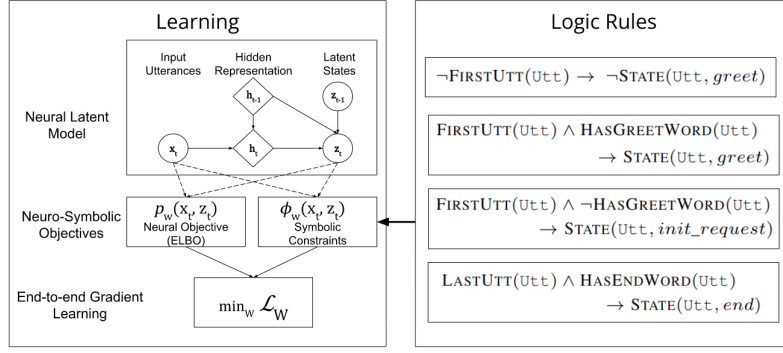 Learning
Input Utterances
Hidden Representation
Latent States
Neural Latent Model
h_{t-1}
z_{t-1}
x_t
h_t
z_t
Neuro-Symbolic Objectives
p_w(x_t, z_t)
Neural Objective
(ELBO)
ϕ_w(x_t, z_t)
Symbolic
Constraints
End-to-end Gradient Learning
min_w ℒ_W
Logic Rules
¬FIRSTUTT(Utt) → ¬STATE(Utt, greet)
FIRSTUTT(Utt) ∧ HASGREETWORD(Utt)
→ STATE(Utt, greet)
FIRSTUTT(Utt) ∧ ¬HASGREETWORD(Utt)
→ STATE(Utt, init_request)
LASTUTT(Utt) ∧ HASENDWORD(Utt)
→ STATE(Utt, end)